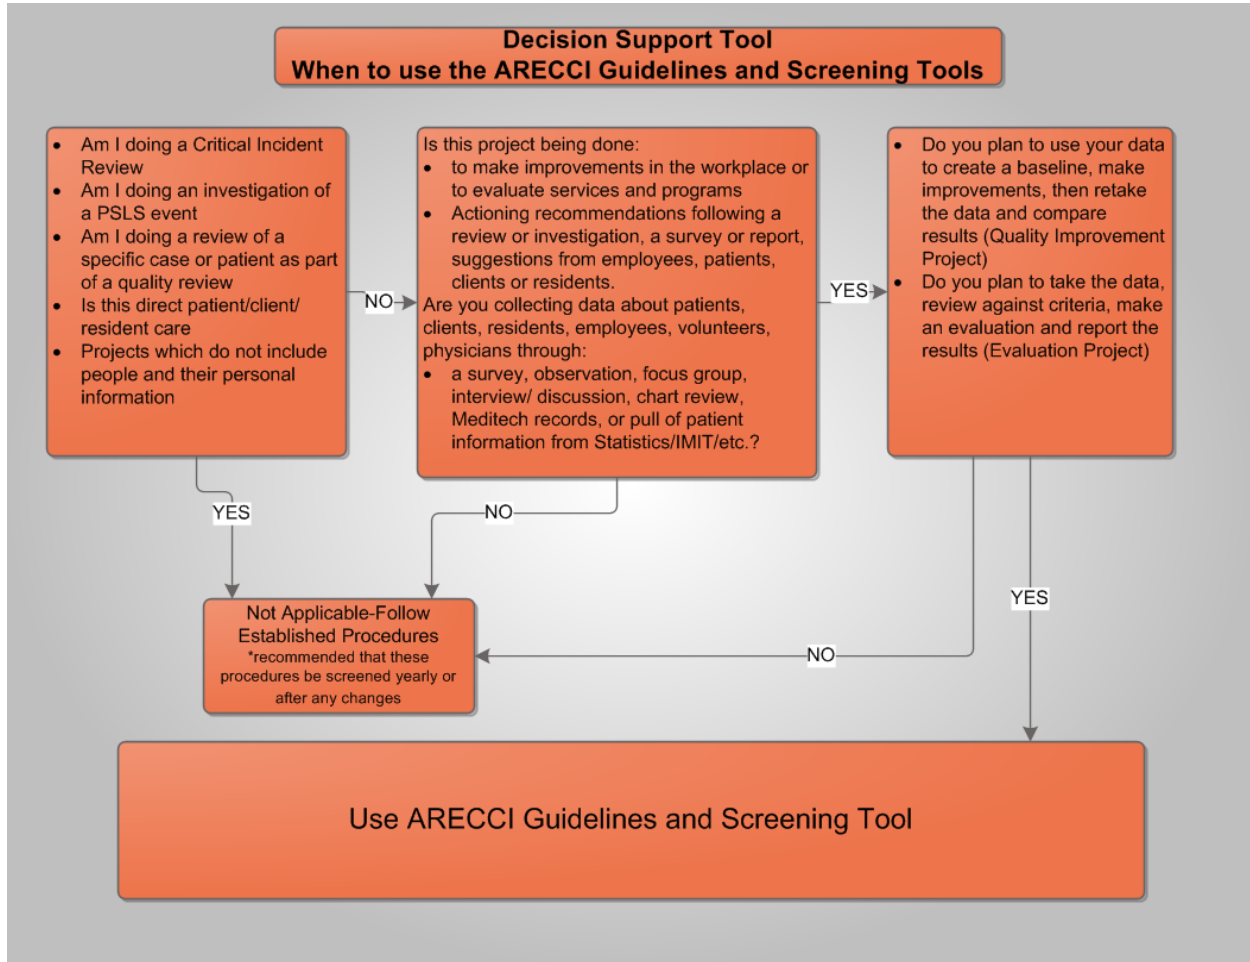 Decision Support Tool
When to use the ARECCI Guidelines and Screening Tools
• Am I doing a Critical Incident
Review
• Am I doing an investigation of
a PSLS event
• Am I doing a review of a
specific case or patient as part
of a quality review
• Is this direct patient/client/
resident care
• Projects which do not include
people and their personal
information
NO
Is this project being done:
• to make improvements in the workplace or
to evaluate services and programs
• Actioning recommendations following a
review or investigation, a survey or report,
suggestions from employees, patients,
clients or residents.
Are you collecting data about patients,
clients, residents, employees, volunteers,
physicians through:
• a survey, observation, focus group,
interview/ discussion, chart review,
Meditech records, or pull of patient
information from Statistics/IMIT/etc.?
YES
• Do you plan to use your data
to create a baseline, make
improvements, then retake
the data and compare
results (Quality Improvement
Project)
• Do you plan to take the data,
review against criteria, make
an evaluation and report the
results (Evaluation Project)
YES
NO
YES
NO
Not Applicable-Follow
Established Procedures
*recommended that these
procedures be screened yearly or
after any changes
Use ARECCI Guidelines and Screening Tool